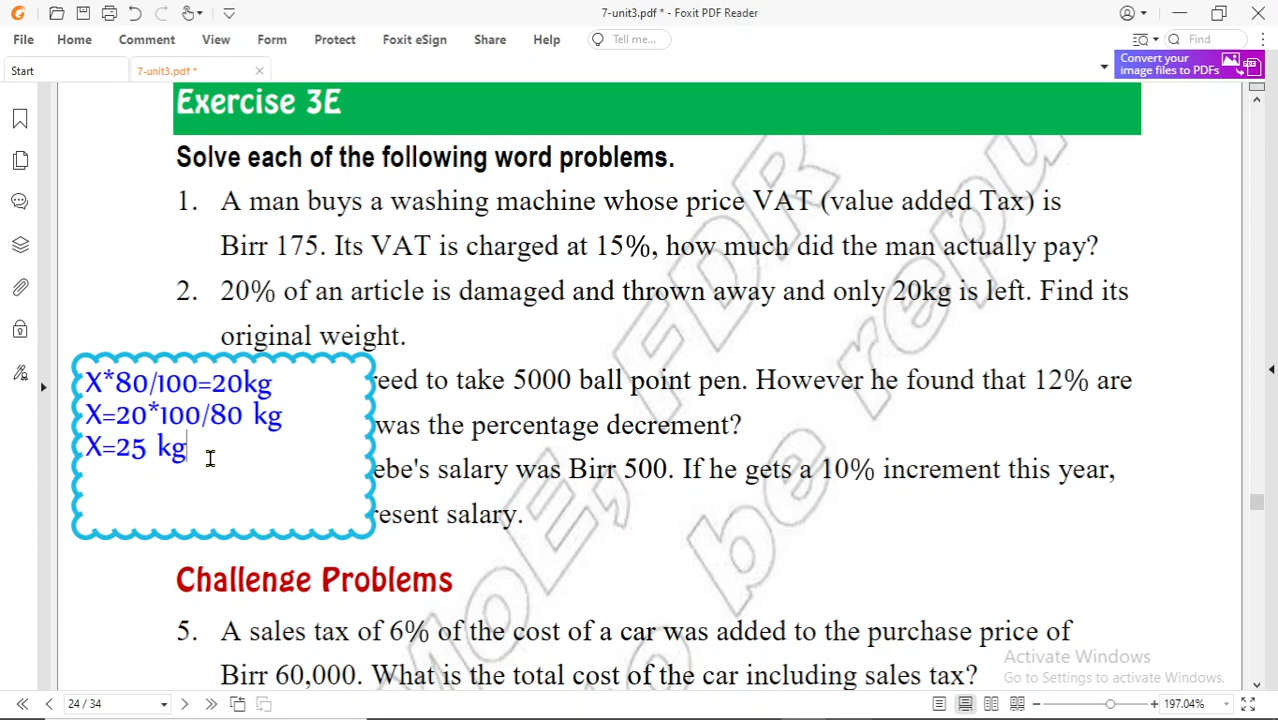 7-unit3.pdf * - Foxit PDF Reader
File Home Comment View Form Protect Foxit eSign Share Help Tell me... Find
Start 7-unit3.pdf * Convert your image files to PDFs
Exercise 3E
Solve each of the following word problems.
1. A man buys a washing machine whose price VAT (value added Tax) is
Birr 175. Its VAT is charged at 15%, how much did the man actually pay?
2. 20% of an article is damaged and thrown away and only 20kg is left. Find its
original weight.
X*80/100=20kg
X=20*100/80 kg
X=25 kg
reed to take 5000 ball point pen. However he found that 12% are
was the percentage decrement?
ebe's salary was Birr 500. If he gets a 10% increment this year,
resent salary.
Challenge Problems
5. A sales tax of 6% of the cost of a car was added to the purchase price of
Birr 60,000. What is the total cost of the car including sales tax?
MoE, FDR
to be repu
Activate Windows
Go to Settings to activate Windows.
24 / 34 197.04%